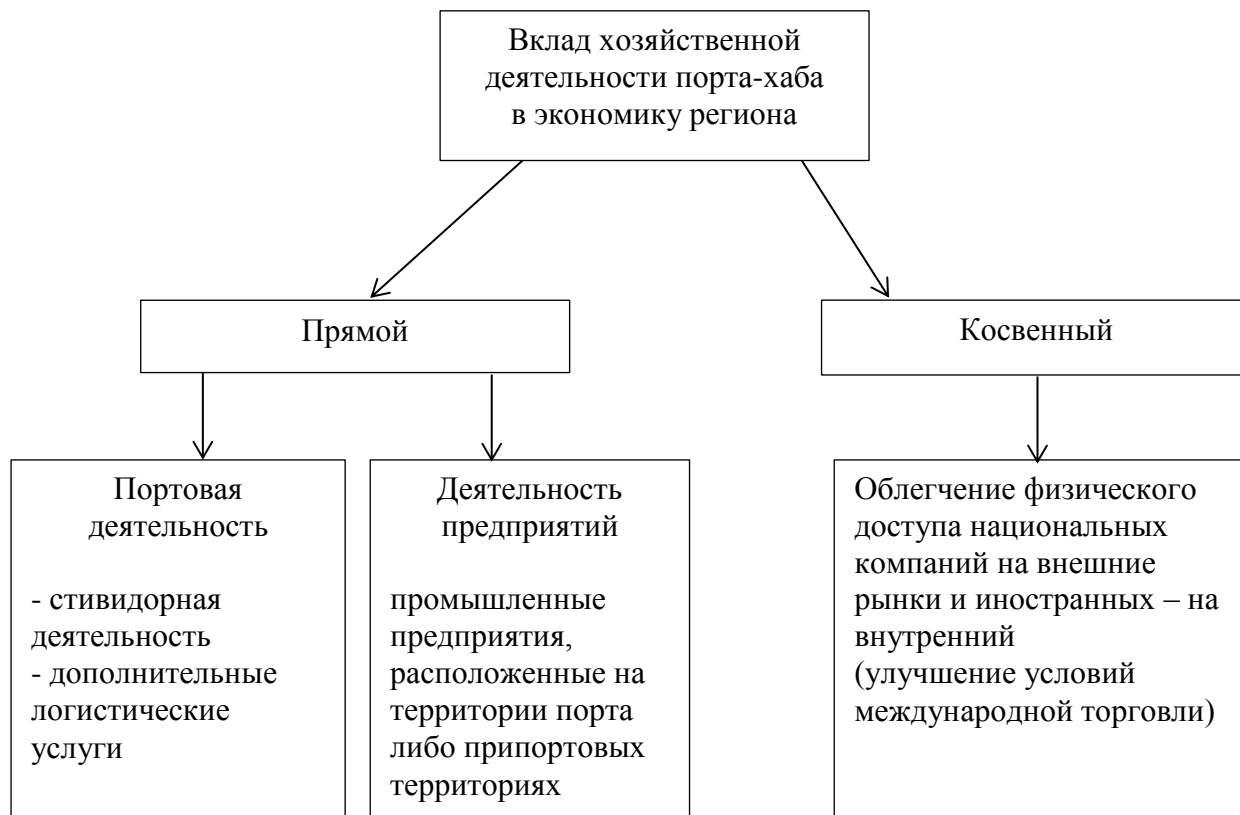 Вклад хозяйственной
деятельности порта-хаба
в экономику региона
Прямой
Косвенный
Портовая
деятельность
- стивидорная
деятельность
- дополнительные
логистические
услуги
Деятельность
предприятий
промышленные
предприятия,
расположенные на
территории порта
либо припортовых
территориях
Облегчение физического
доступа национальных
компаний на внешние
рынки и иностранных – на
внутренний
(улучшение условий
международной торговли)